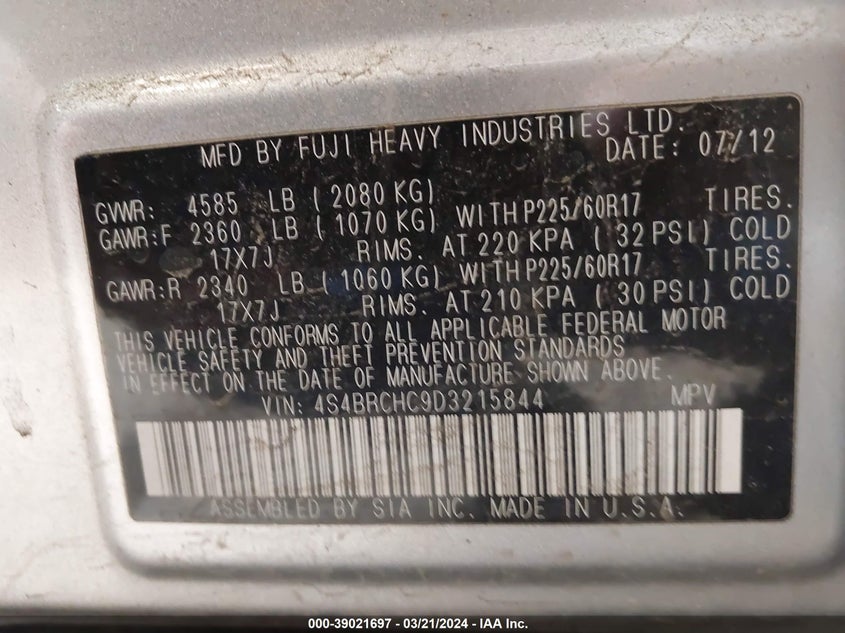 MFD BY FUJI HEAVY INDUSTRIES LTD.
DATE: 07/12
GVWR: 4585 LB ( 2080 KG)
GAWR:F 2360 LB ( 1070 KG) WITH P225/60R17 TIRES.
17X7J RIMS. AT 220 KPA ( 32 PSI) COLD
GAWR:R 2340 LB ( 1060 KG) WITH P225/60R17 TIRES.
17X7J RIMS. AT 210 KPA ( 30 PSI) COLD
THIS VEHICLE CONFORMS TO ALL APPLICABLE FEDERAL MOTOR
VEHICLE SAFETY AND THEFT PREVENTION STANDARDS
IN EFFECT ON THE DATE OF MANUFACTURE SHOWN ABOVE.
VIN: 4S4BRCHC9D3215844 MPV
ASSEMBLED BY SIA INC. MADE IN U.S.A.
000-39021697 — 03/21/2024 — IAA Inc.